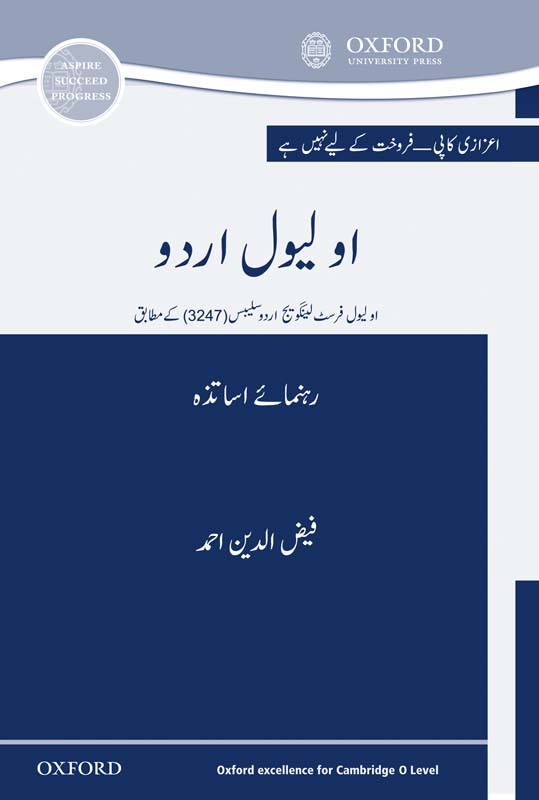 OXFORD
UNIVERSITY PRESS
ASPIRE
SUCCEED
PROGRESS
اعزازی کاپی — فروخت کے لیے نہیں ہے
او لیول اردو
او لیول فرسٹ لینگویج اردو سلیبس (3247) کے مطابق
رہنمائے اساتذہ
فیض الدین احمد
OXFORD
Oxford excellence for Cambridge O Level